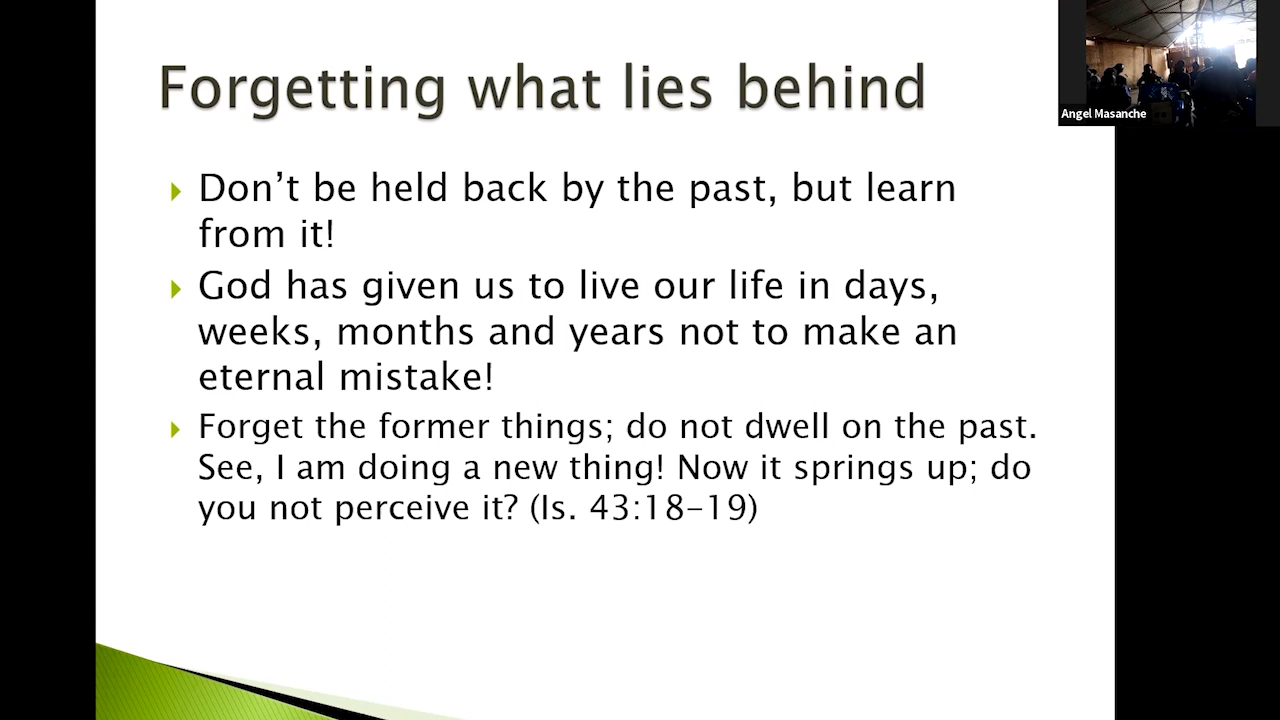 Forgetting what lies behind
Angel Masanche
Don’t be held back by the past, but learn
from it!
God has given us to live our life in days,
weeks, months and years not to make an
eternal mistake!
Forget the former things; do not dwell on the past.
See, I am doing a new thing! Now it springs up; do
you not perceive it? (Is. 43:18-19)